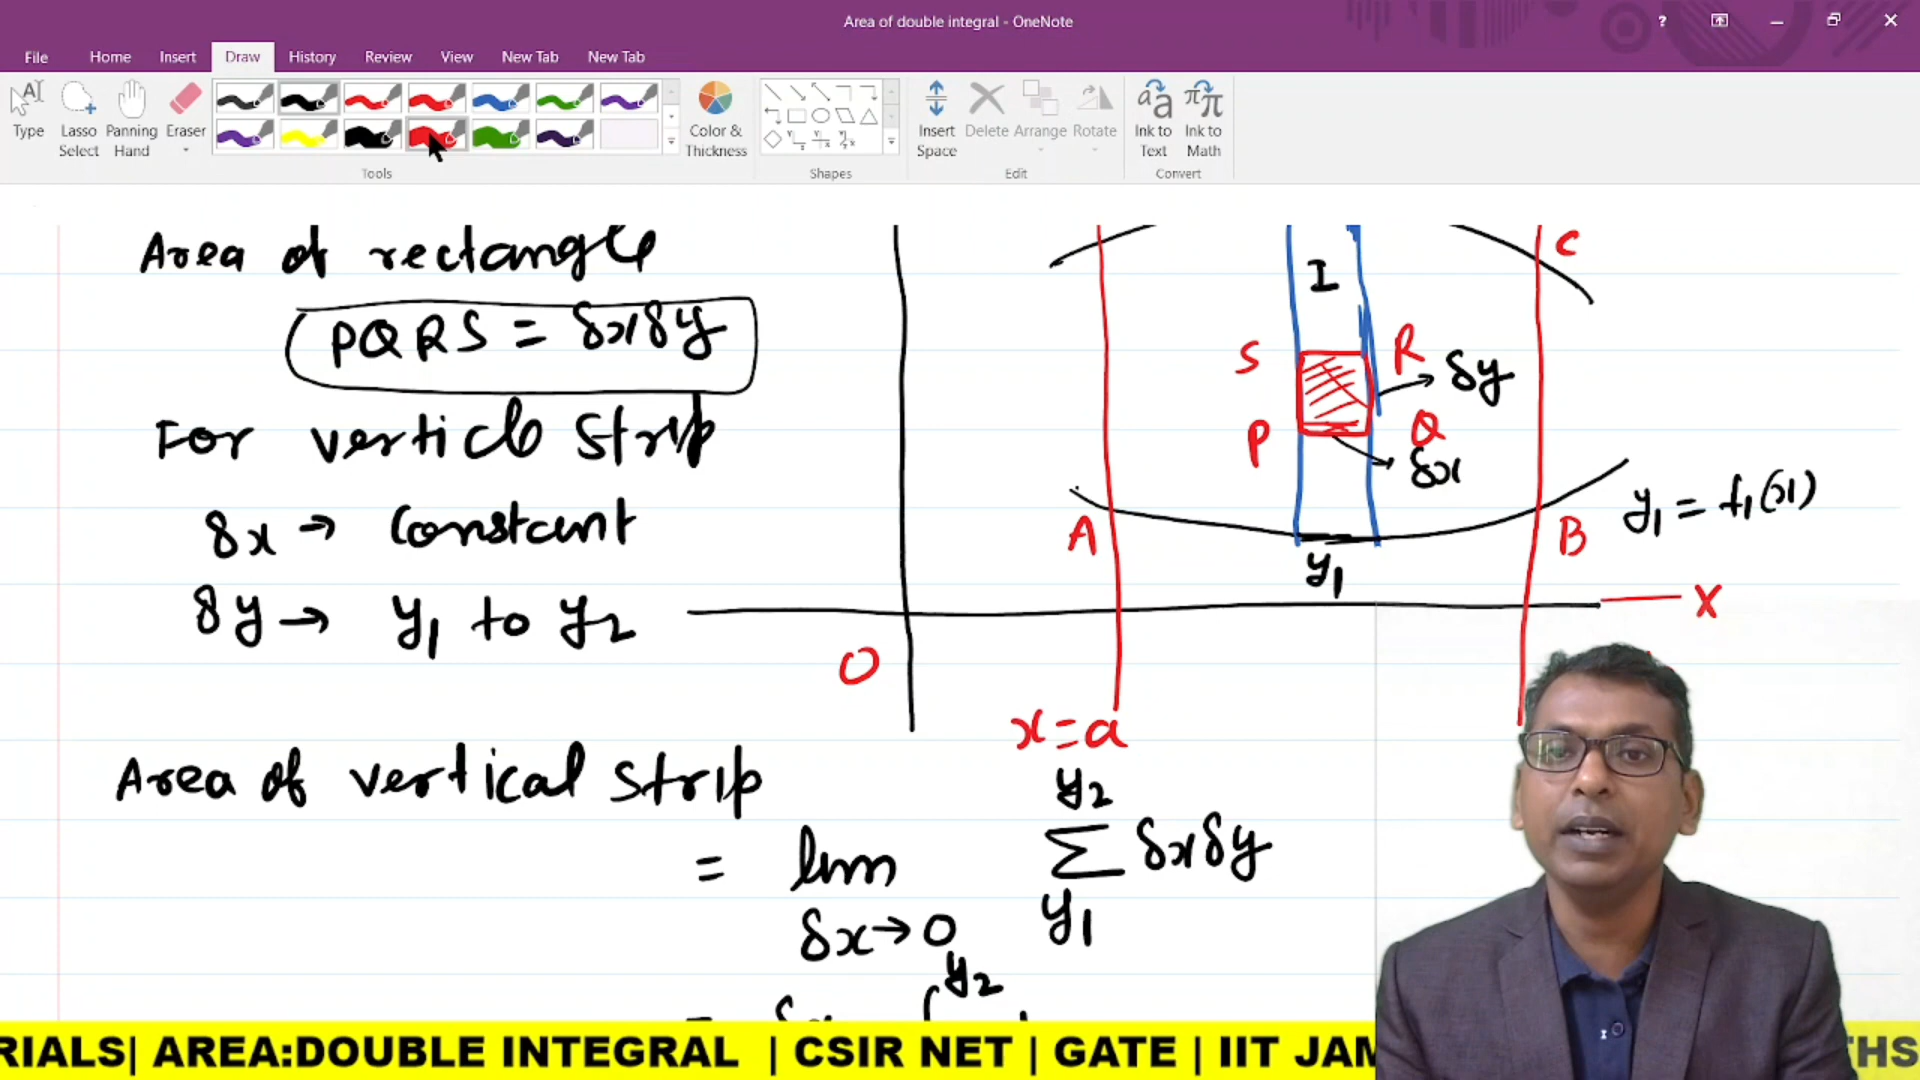 Area of double integral - OneNote
?
File Home Insert Draw History Review View New Tab New Tab
Type Lasso Select Panning Hand Eraser Color & Thickness Insert Space Delete Arrange Rotate Ink to Text Ink to Math
Tools Shapes Edit Convert
Area of rectangle
PQRS = δxδy
For verticle strip
δx → constant
δy → y1 to y2
Area of vertical strip
= lim y2 Σ y1 δxδy
δx→0
= δx ∫ y2
C
I
S R δy
P Q
δx
A B y1 = f1(x)
y1
X
O
x=a
RIALS| AREA:DOUBLE INTEGRAL | CSIR NET | GATE | IIT JAM
THS